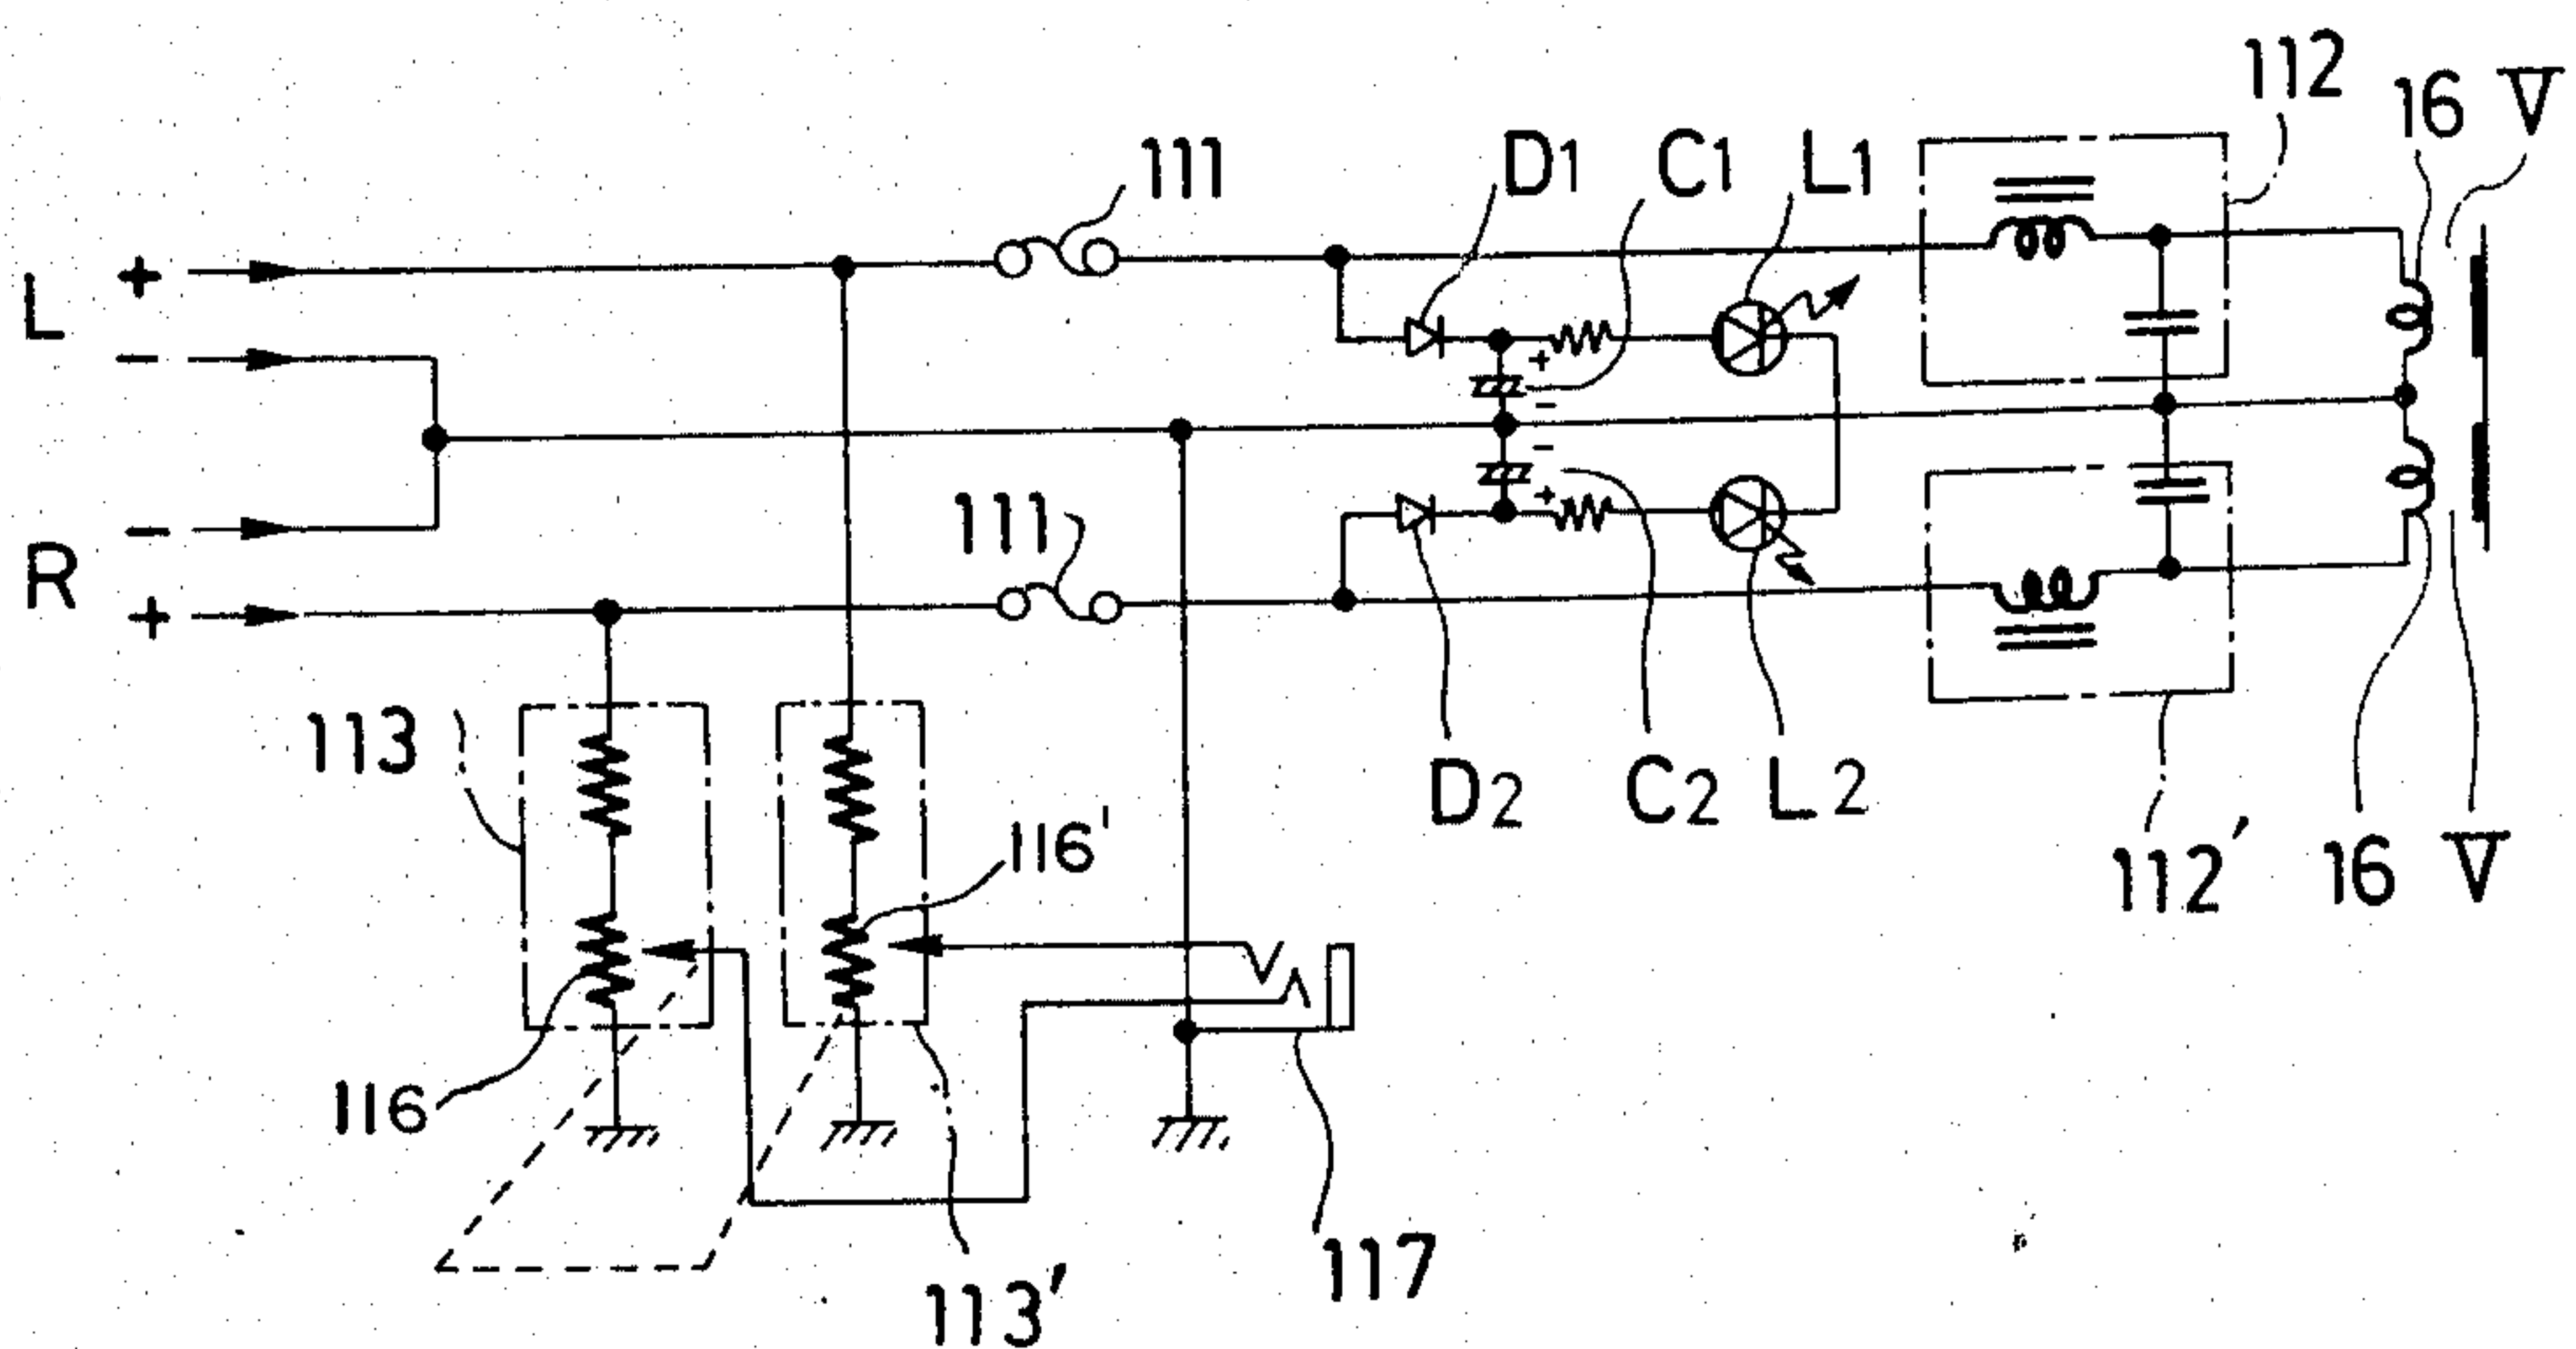 112
16 V
111
D1 C1 L1
L +
−
+
−
−
R −
+
+
111
113
D2 C2 L2
116'
112'
16 V
116
117
113'